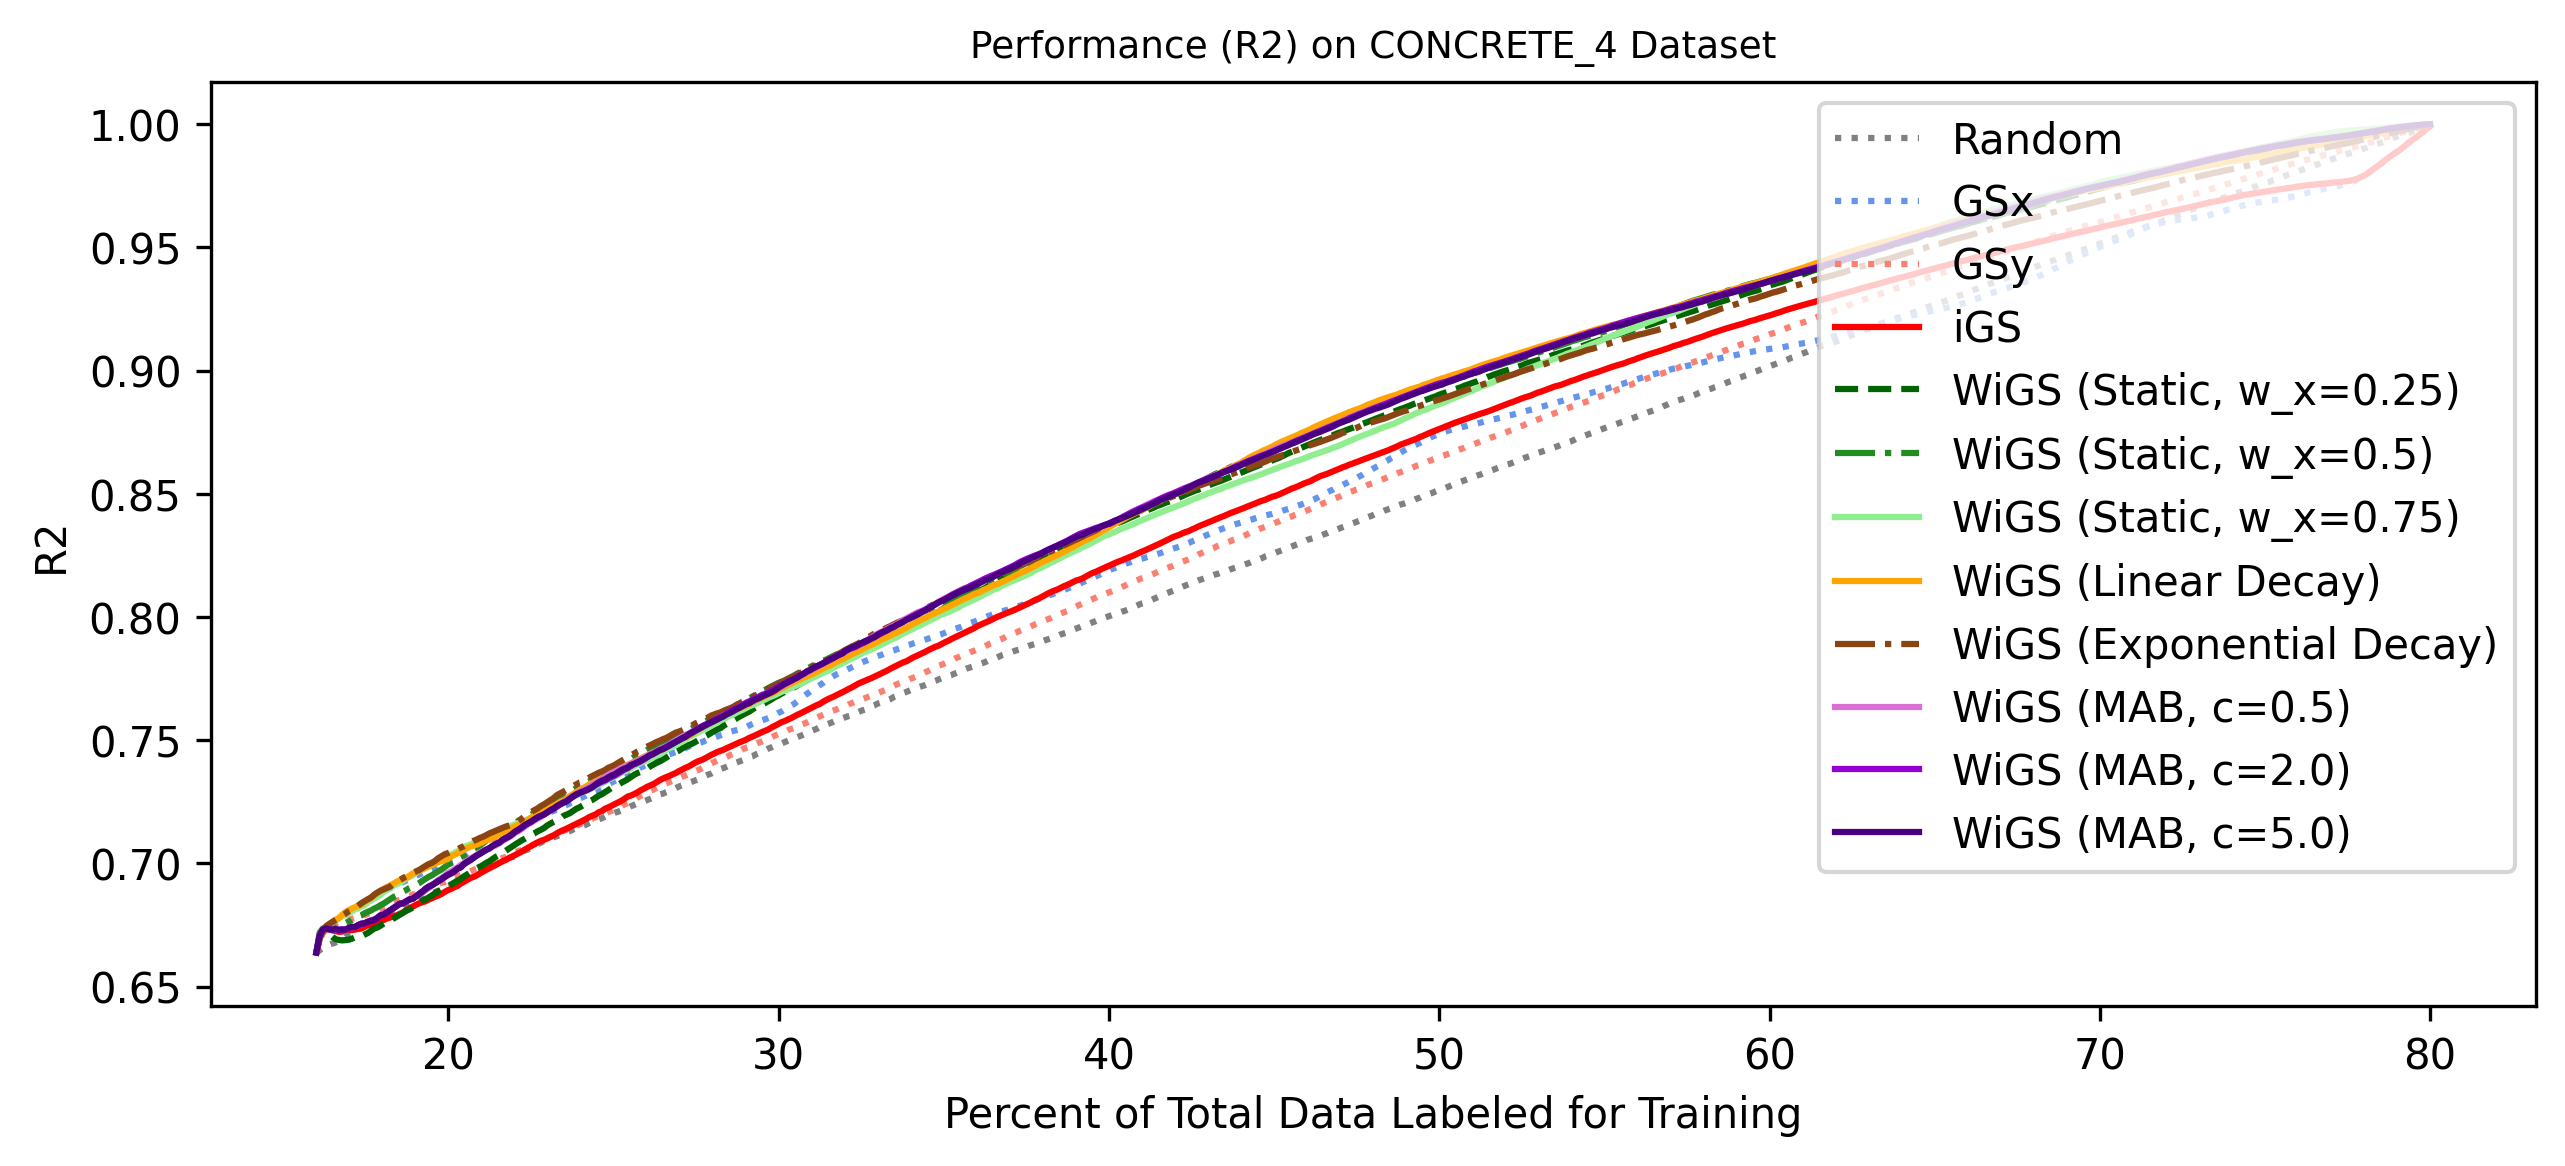 Performance (R2) on CONCRETE_4 Dataset
R2
1.00
0.95
0.90
0.85
0.80
0.75
0.70
0.65
20 30 40 50 60 70 80
Percent of Total Data Labeled for Training
Random
GSx
GSy
iGS
WiGS (Static, w_x=0.25)
WiGS (Static, w_x=0.5)
WiGS (Static, w_x=0.75)
WiGS (Linear Decay)
WiGS (Exponential Decay)
WiGS (MAB, c=0.5)
WiGS (MAB, c=2.0)
WiGS (MAB, c=5.0)